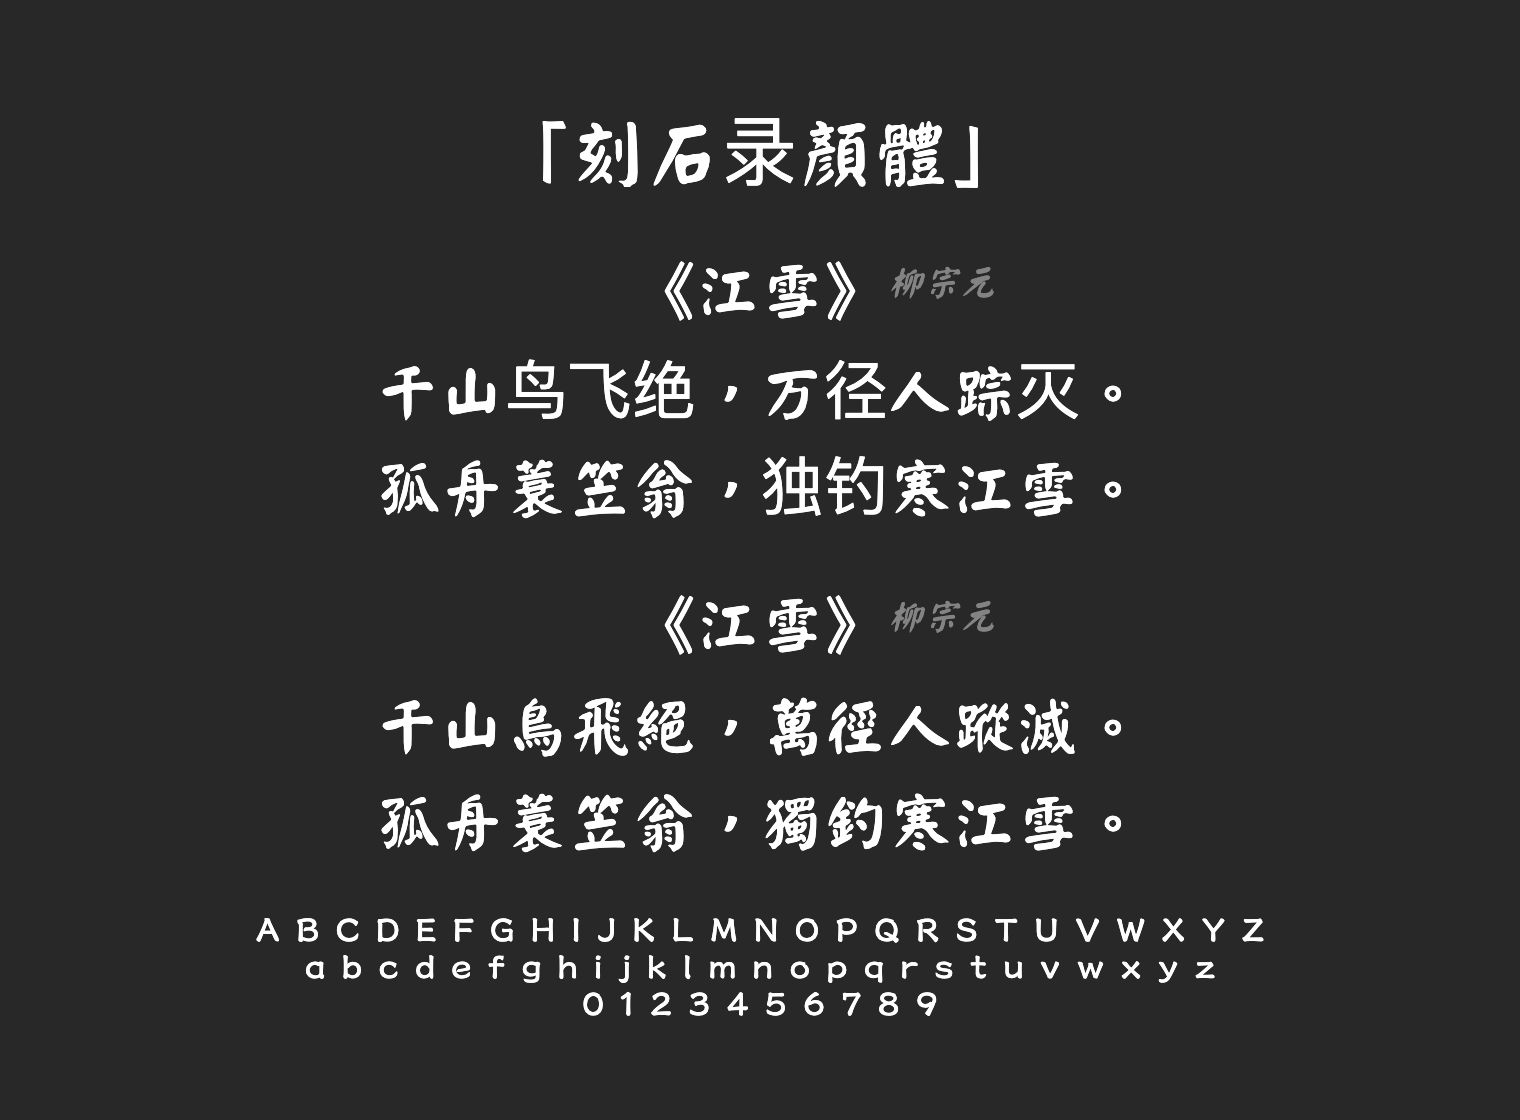 「刻石录顏體」
《江雪》 柳宗元
千山鸟飞绝，万径人踪灭。
孤舟蓑笠翁，独钓寒江雪。
《江雪》 柳宗元
千山鳥飛絕，萬徑人蹤滅。
孤舟蓑笠翁，獨釣寒江雪。
A B C D E F G H I J K L M N O P Q R S T U V W X Y Z
a b c d e f g h i j k l m n o p q r s t u v w x y z
0 1 2 3 4 5 6 7 8 9